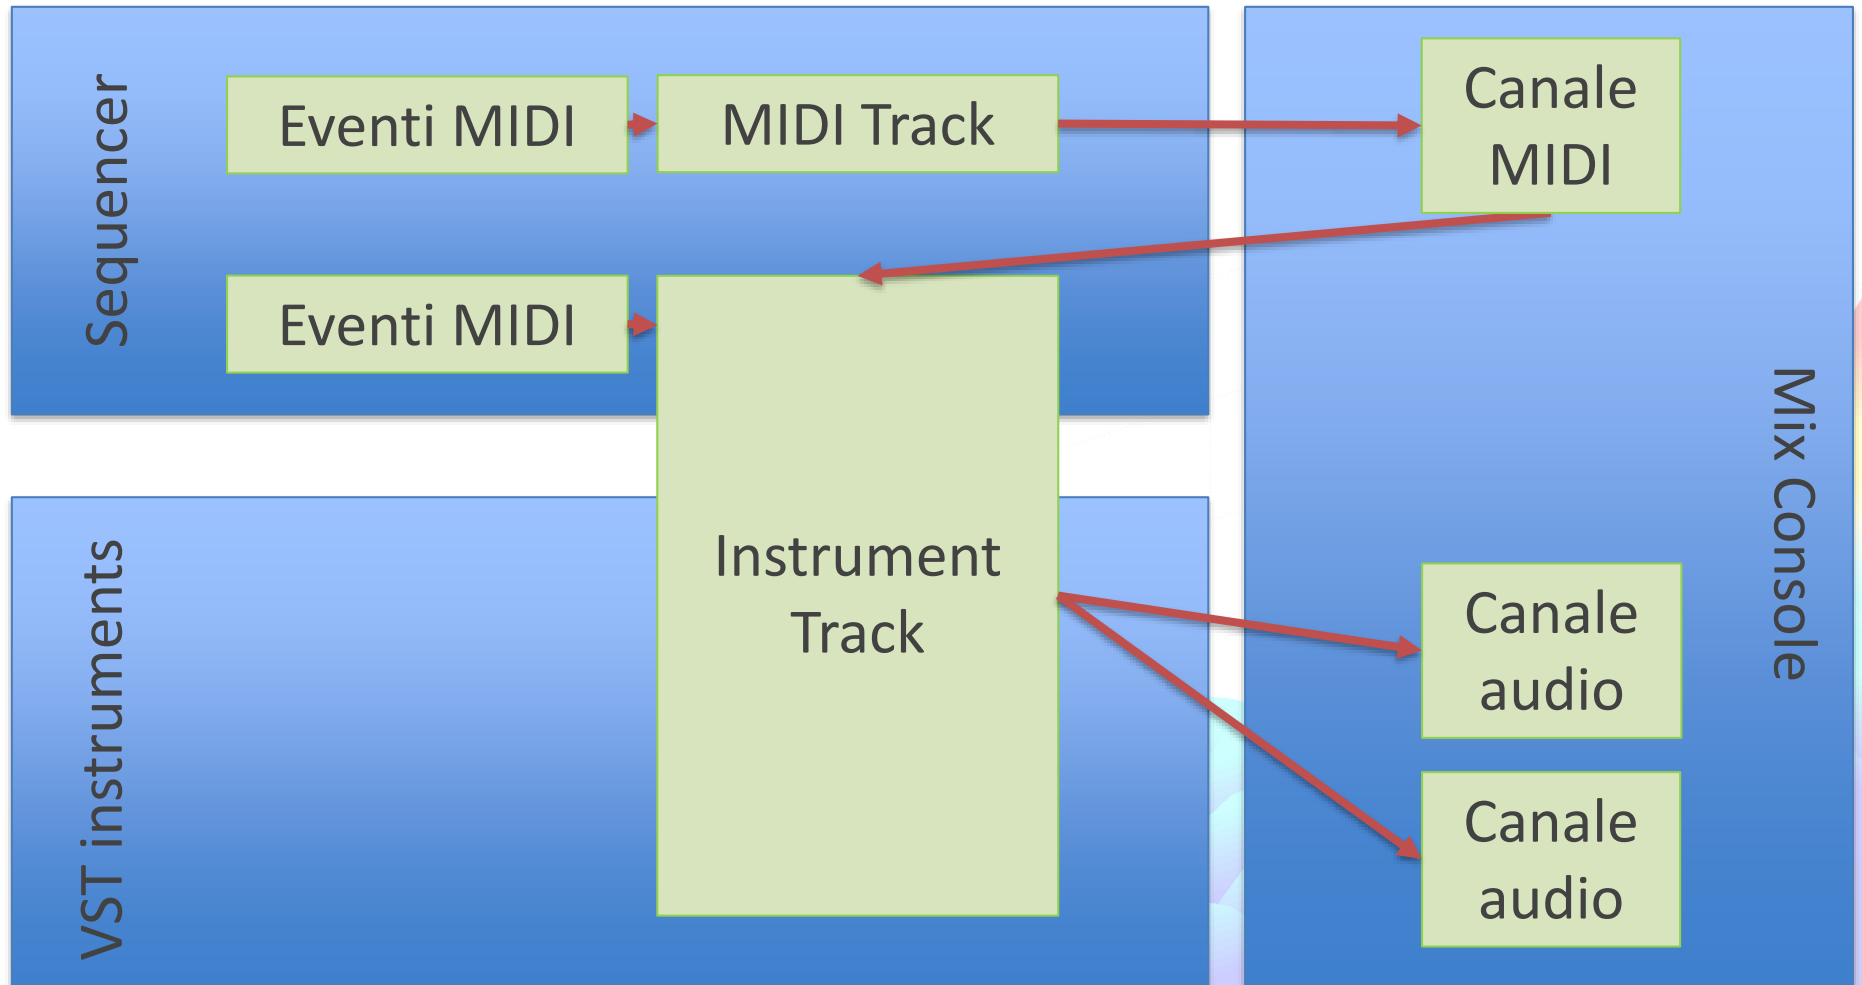 Sequencer
Eventi MIDI
MIDI Track
Canale
MIDI
Eventi MIDI
Instrument
Track
VST instruments
Canale
audio
Canale
audio
Mix Console